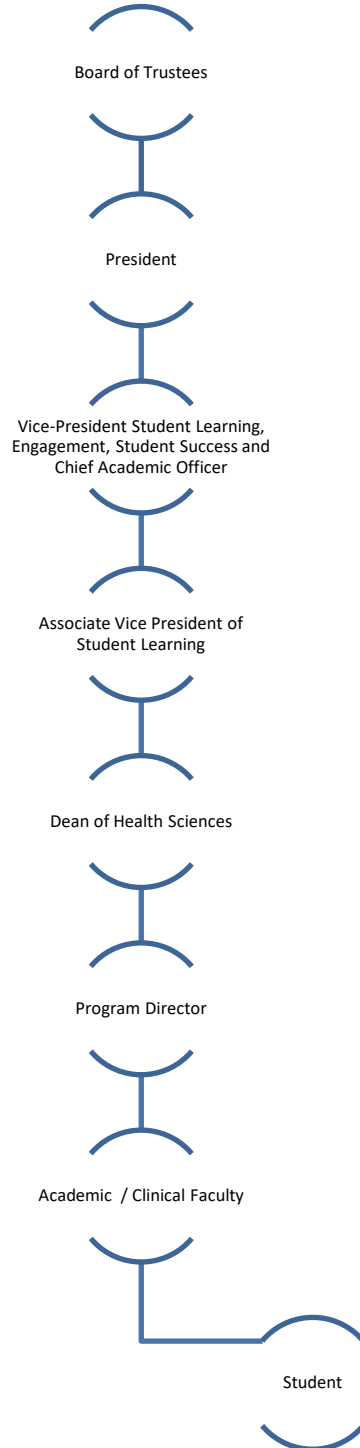 Board of Trustees
President
Vice-President Student Learning,
Engagement, Student Success and
Chief Academic Officer
Associate Vice President of
Student Learning
Dean of Health Sciences
Program Director
Academic / Clinical Faculty
Student